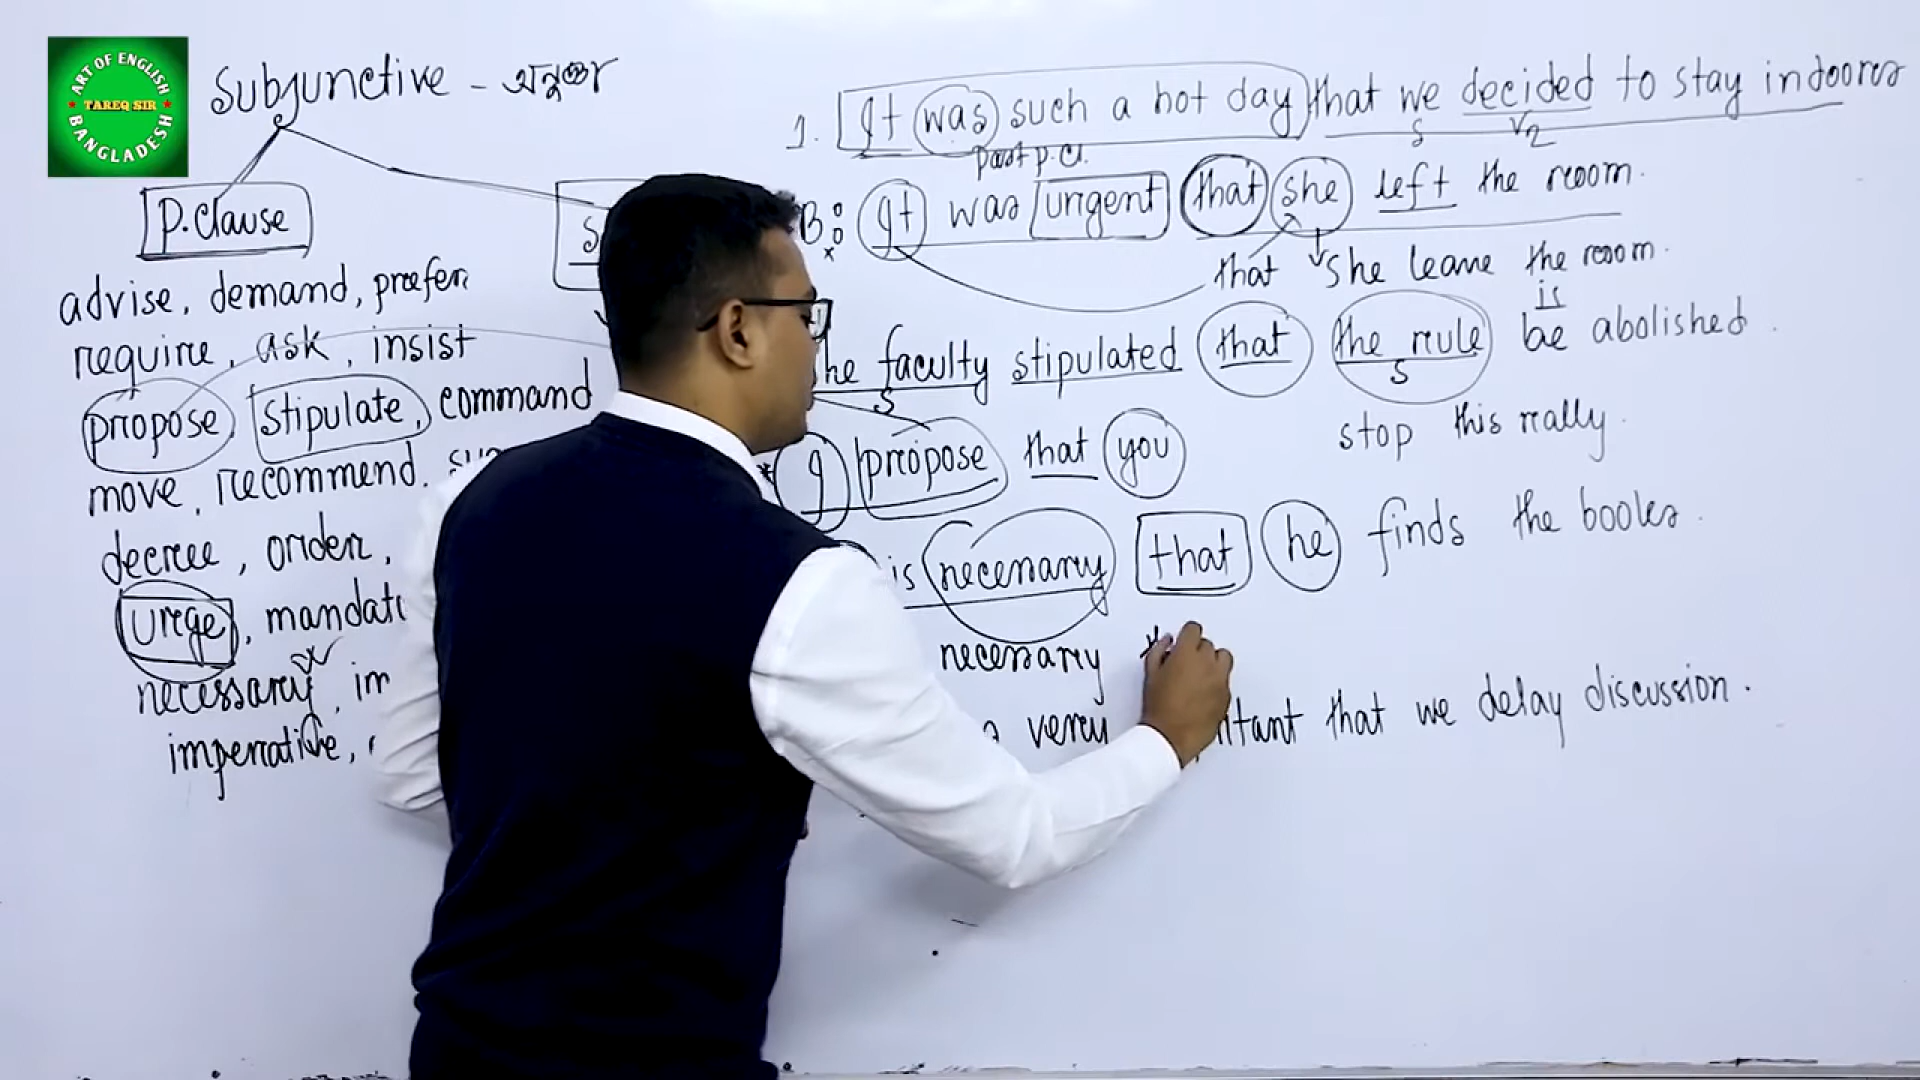 ART OF ENGLISH
TAREQ SIR
BANGLADESH
Subjunctive -
P. Clause
advise, demand, prefer
require, ask, insist
propose, stipulate, command
move, recommend.
decree, order,
urge, mandat
necessary, im
imperative,
1. It was such a hot day that we decided to stay indoors
S V2
past p. cl.
B: It was urgent that she left the room.
that she leave the room.
is
he faculty stipulated that the rule be abolished.
S S
I propose that you stop this really.
is necessary that he finds the books.
necessary
very tant that we delay discussion.